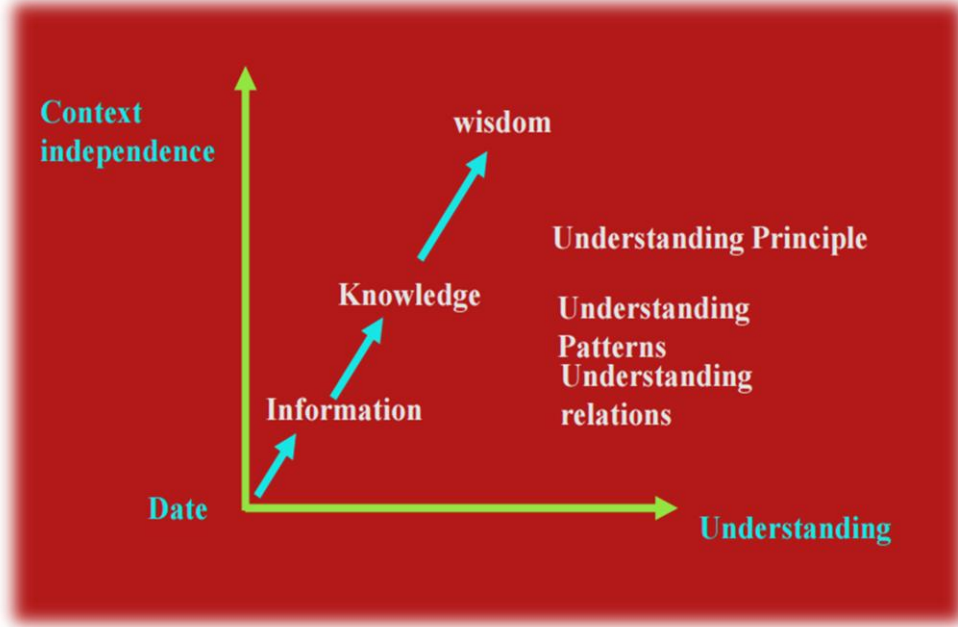 Context
independence
wisdom
Understanding Principle
Knowledge
Understanding
Patterns
Understanding
relations
Information
Date
Understanding